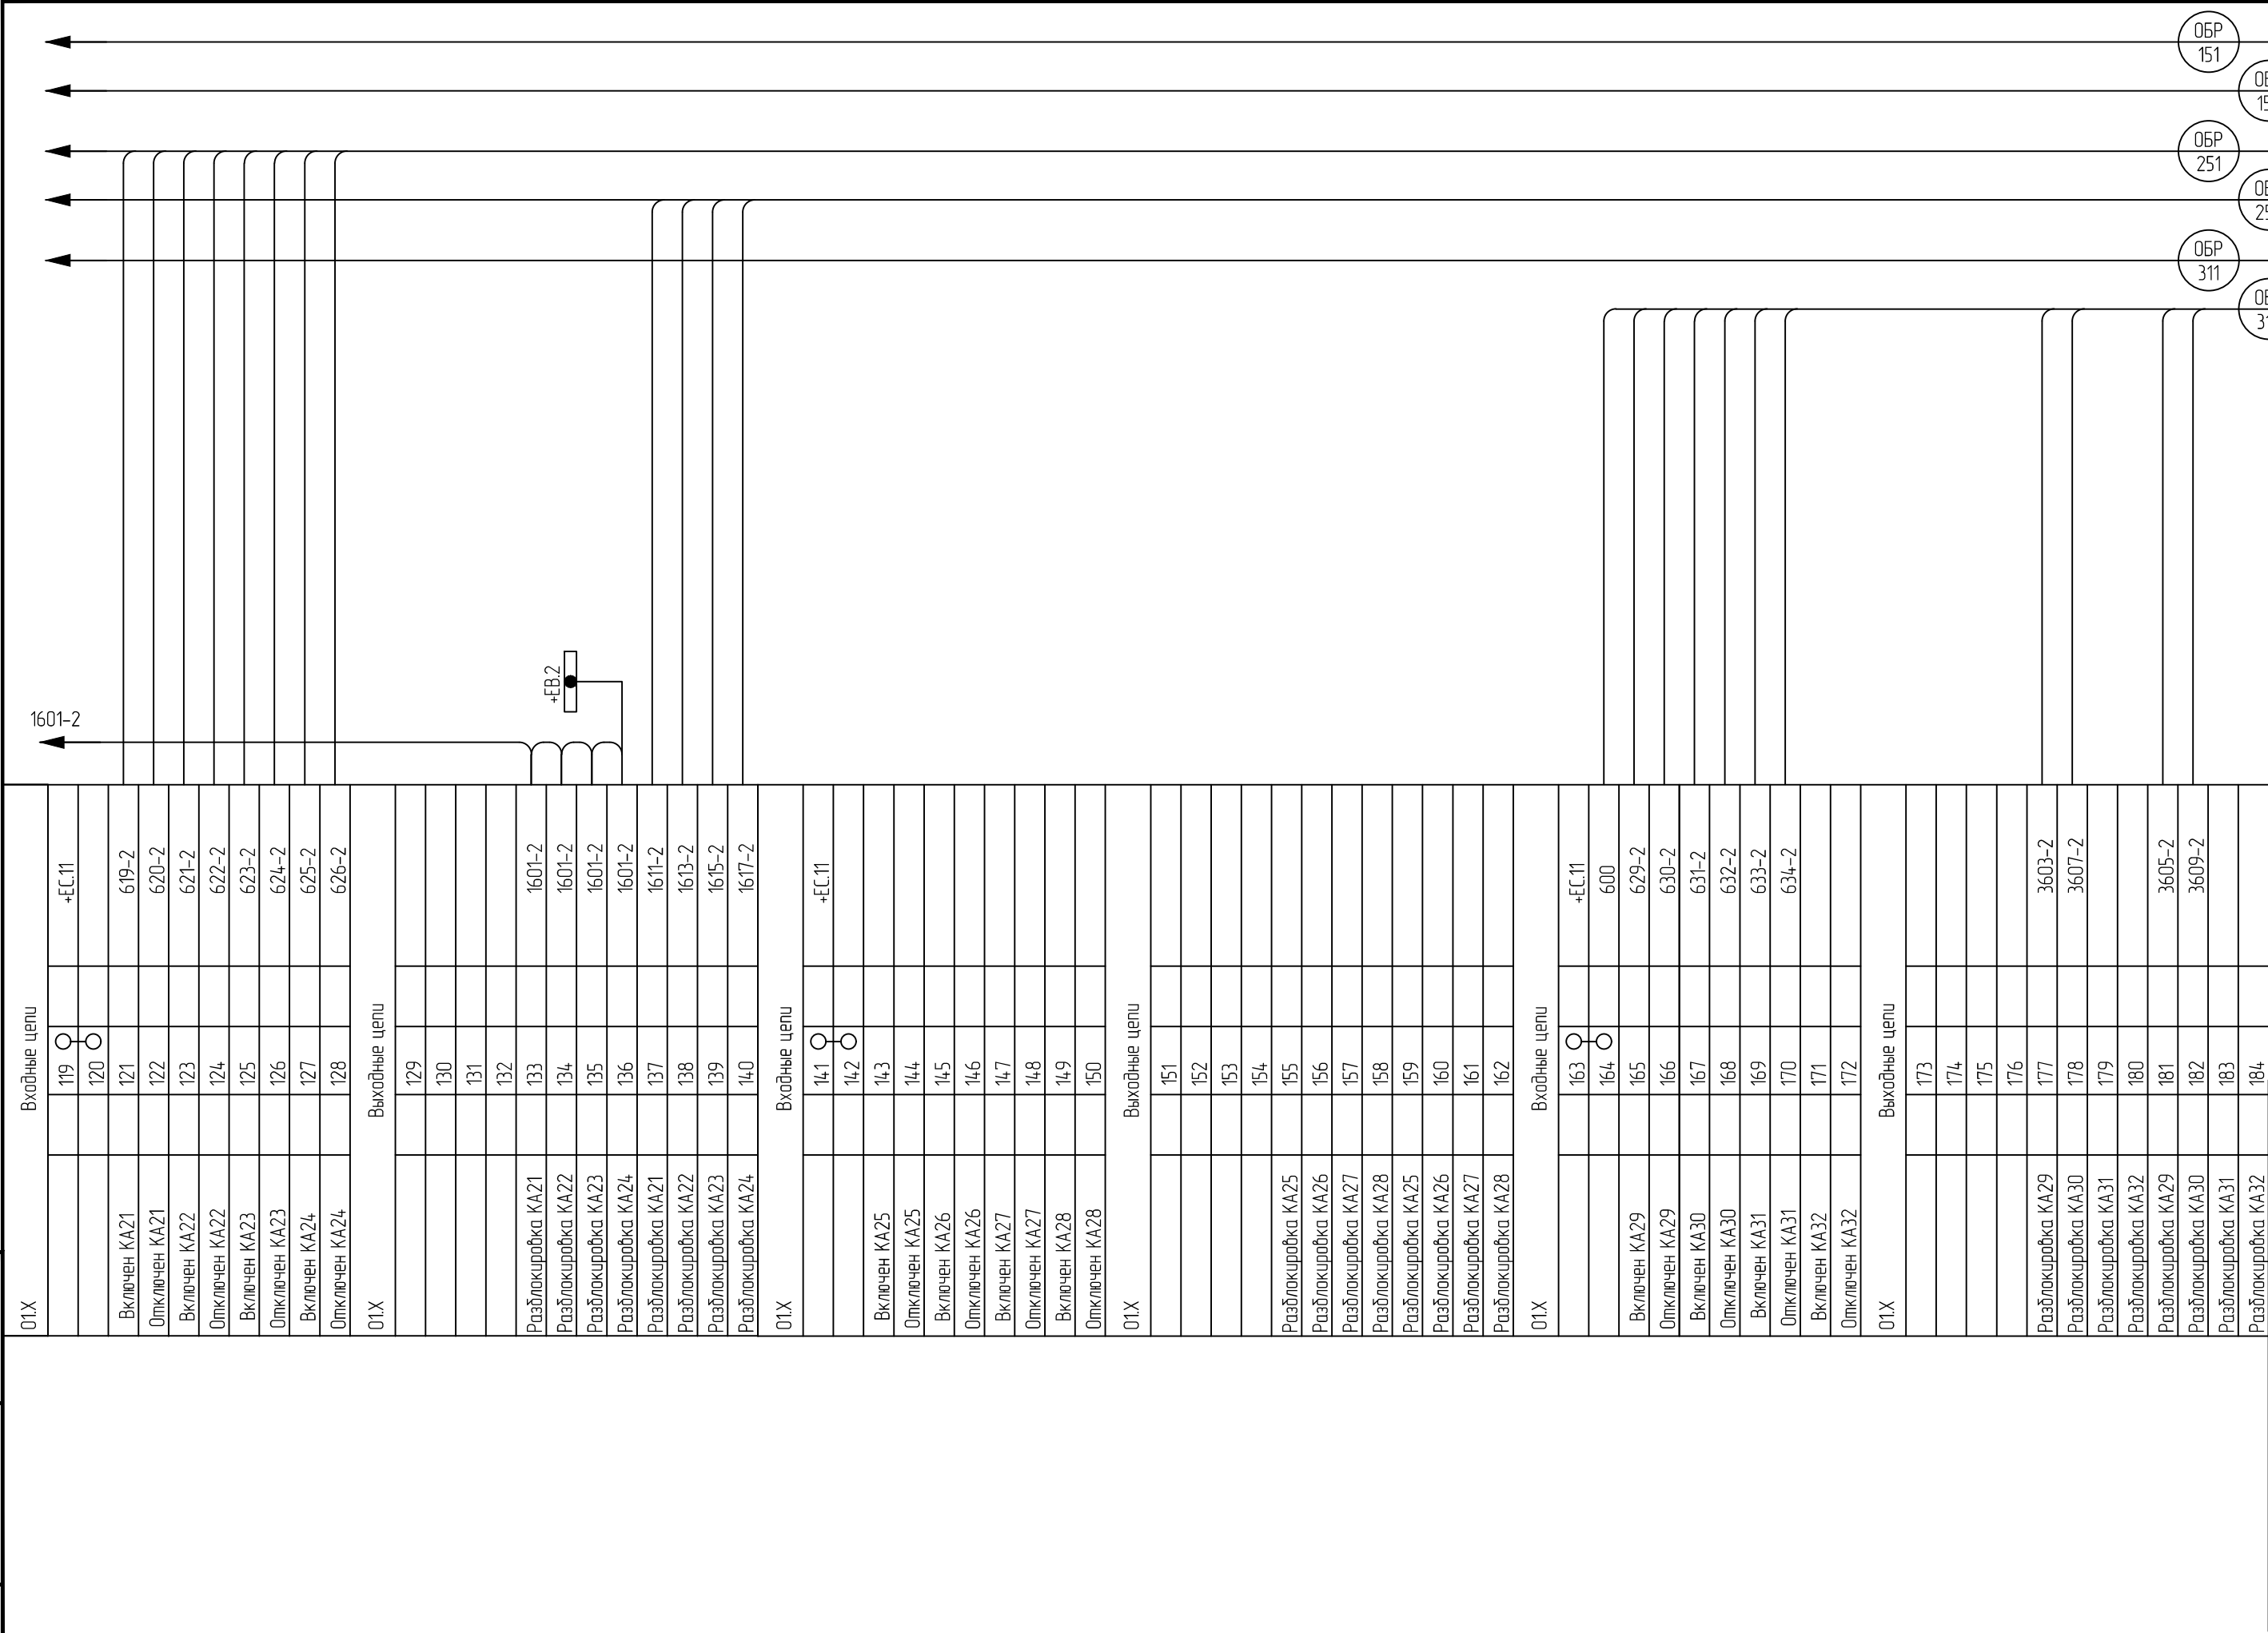 ОБР
151
ОБР
251
ОБР
311
+ЕВ.2
1601-2
01.X Входные цепи
119 +ЕС.11
120
Включен КА21 121 619-2
Отключен КА21 122 620-2
Включен КА22 123 621-2
Отключен КА22 124 622-2
Включен КА23 125 623-2
Отключен КА23 126 624-2
Включен КА24 127 625-2
Отключен КА24 128 626-2
01.X Выходные цепи
129
130
131
132
Разблокировка КА21 133 1601-2
Разблокировка КА22 134 1601-2
Разблокировка КА23 135 1601-2
Разблокировка КА24 136 1601-2
Разблокировка КА21 137 1611-2
Разблокировка КА22 138 1613-2
Разблокировка КА23 139 1615-2
Разблокировка КА24 140 1617-2
01.X Входные цепи
141 +ЕС.11
142
Включен КА25 143
Отключен КА25 144
Включен КА26 145
Отключен КА26 146
Включен КА27 147
Отключен КА27 148
Включен КА28 149
Отключен КА28 150
01.X Выходные цепи
151
152
153
154
Разблокировка КА25 155
Разблокировка КА26 156
Разблокировка КА27 157
Разблокировка КА28 158
Разблокировка КА25 159
Разблокировка КА26 160
Разблокировка КА27 161
Разблокировка КА28 162
01.X Входные цепи
163 +ЕС.11
164 600
Включен КА29 165 629-2
Отключен КА29 166 630-2
Включен КА30 167 631-2
Отключен КА30 168 632-2
Включен КА31 169 633-2
Отключен КА31 170 634-2
Включен КА32 171
Отключен КА32 172
01.X Выходные цепи
173
174
175
176
Разблокировка КА29 177 3603-2
Разблокировка КА30 178 3607-2
Разблокировка КА31 179
Разблокировка КА32 180
Разблокировка КА29 181 3605-2
Разблокировка КА30 182 3609-2
Разблокировка КА31 183
Разблокировка КА32 184